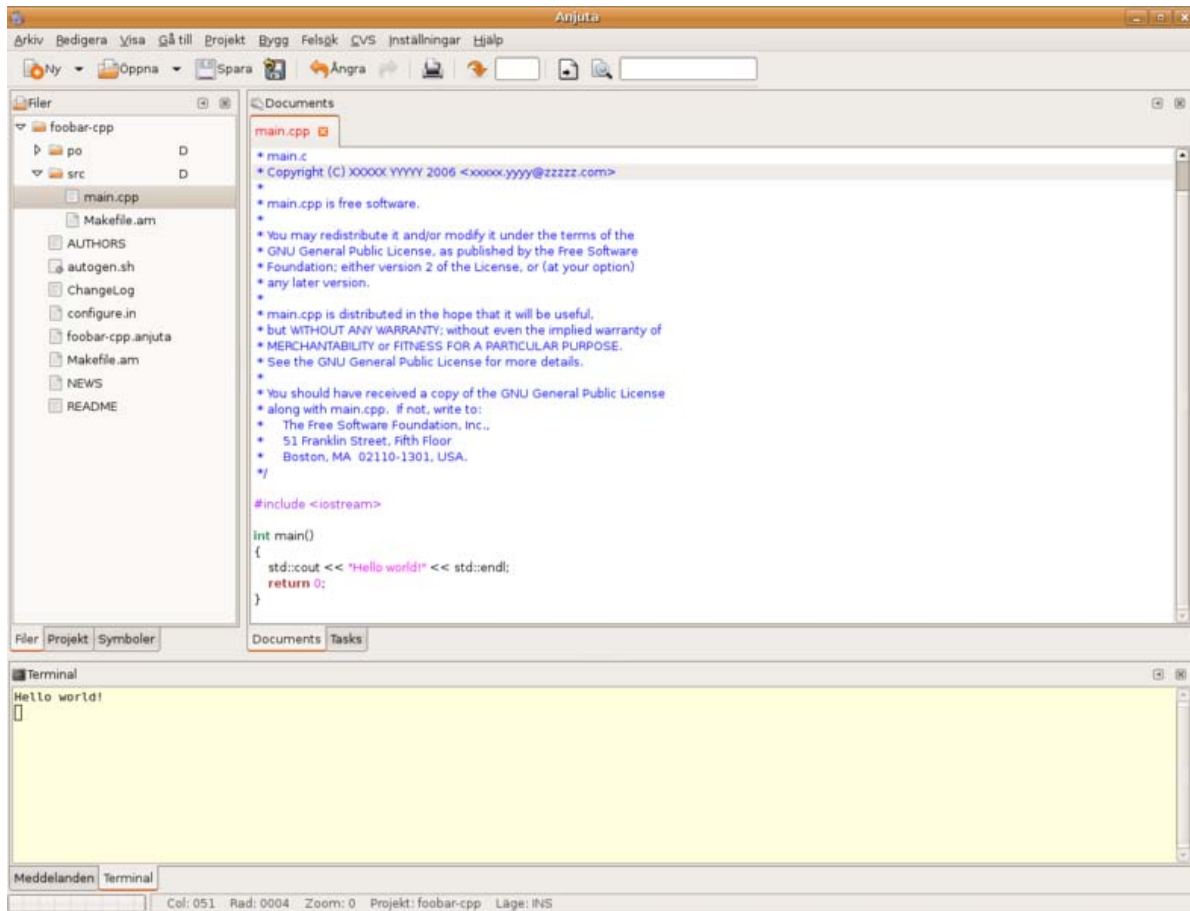 Anjuta
Arkiv Redigera Visa Gå till Projekt Bygg Felsök CVS Inställningar Hjälp
Ny Öppna Spara Ångra
Filer
foobar-cpp
po D
src D
main.cpp
Makefile.am
AUTHORS
autogen.sh
ChangeLog
configure.in
foobar-cpp.anjuta
Makefile.am
NEWS
README
Filer Projekt Symboler
Documents
main.cpp
* main.c
* Copyright (C) XXXXX YYYYY 2006 <xxxxx.yyyy@zzzzz.com>
*
* main.cpp is free software.
*
* You may redistribute it and/or modify it under the terms of the
* GNU General Public License, as published by the Free Software
* Foundation; either version 2 of the License, or (at your option)
* any later version.
*
* main.cpp is distributed in the hope that it will be useful,
* but WITHOUT ANY WARRANTY; without even the implied warranty of
* MERCHANTABILITY or FITNESS FOR A PARTICULAR PURPOSE.
* See the GNU General Public License for more details.
*
* You should have received a copy of the GNU General Public License
* along with main.cpp.  If not, write to:
*    The Free Software Foundation, Inc.,
*    51 Franklin Street, Fifth Floor
*    Boston, MA  02110-1301, USA.
*/
#include <iostream>
int main()
{
std::cout << "Hello world!" << std::endl;
return 0;
}
Documents Tasks
Terminal
Hello world!
Meddelanden Terminal
Col: 051 Rad: 0004 Zoom: 0 Projekt: foobar-cpp Läge: INS